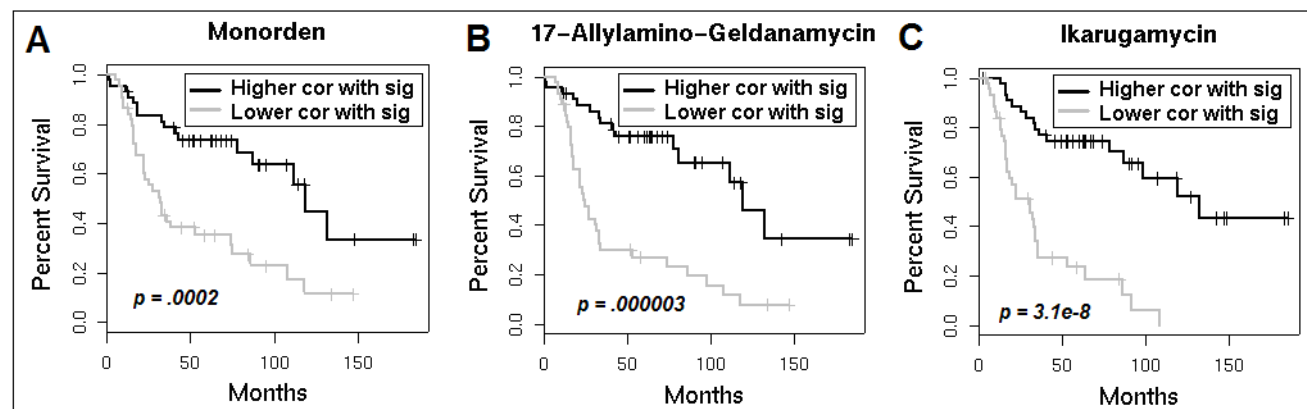 A
Monorden
Higher cor with sig
Lower cor with sig
Percent Survival
1.0
0.8
0.6
0.4
0.2
0.0
p = .0002
0
50
100
150
Months
B
17-Allylamino-Geldanamycin
Higher cor with sig
Lower cor with sig
Percent Survival
1.0
0.8
0.6
0.4
0.2
0.0
p = .000003
0
50
100
150
Months
C
Ikarugamycin
Higher cor with sig
Lower cor with sig
Percent Survival
1.0
0.8
0.6
0.4
0.2
0.0
p = 3.1e-8
0
50
100
150
Months